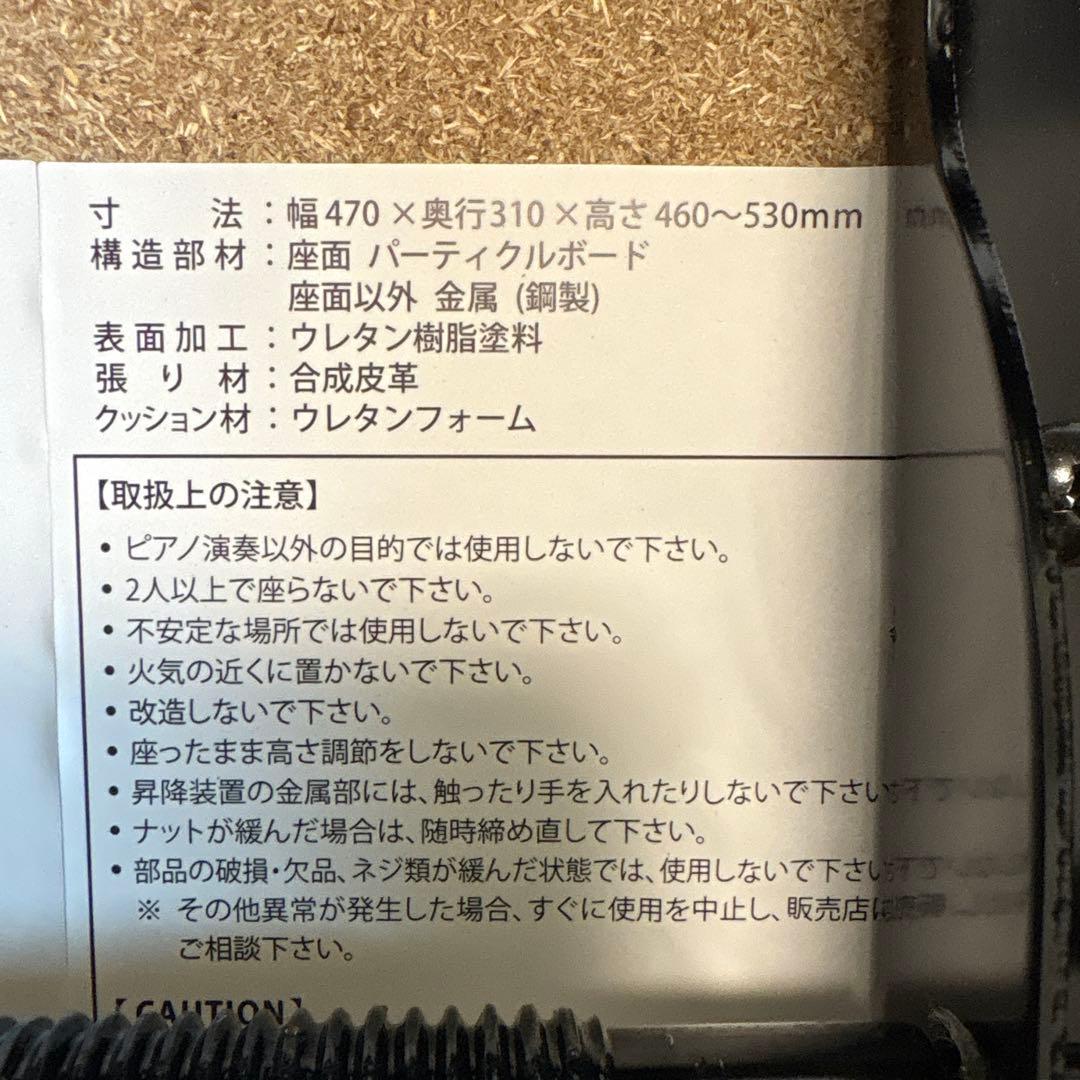 寸法：幅470×奥行310×高さ460～530mm
構造部材：座面 パーティクルボード
座面以外 金属 (鋼製)
表面加工：ウレタン樹脂塗料
張り材：合成皮革
クッション材：ウレタンフォーム
【取扱上の注意】
• ピアノ演奏以外の目的では使用しないで下さい。
• 2人以上で座らないで下さい。
• 不安定な場所では使用しないで下さい。
• 火気の近くに置かないで下さい。
• 改造しないで下さい。
• 座ったまま高さ調節をしないで下さい。
• 昇降装置の金属部には、触ったり手を入れたりしないで下さい
• ナットが緩んだ場合は、随時締め直して下さい。
• 部品の破損・欠品、ネジ類が緩んだ状態では、使用しないで下さい
※ その他異常が発生した場合、すぐに使用を中止し、販売店に
ご相談下さい。
【CAUTION】